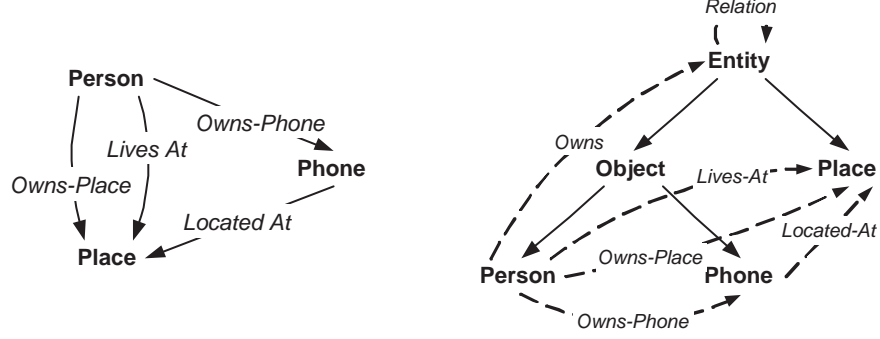 Person
Owns-Phone
Lives At
Phone
Owns-Place
Located At
Place
Relation
Entity
Owns
Object
Place
Lives-At
Located-At
Owns-Place
Person
Phone
Owns-Phone